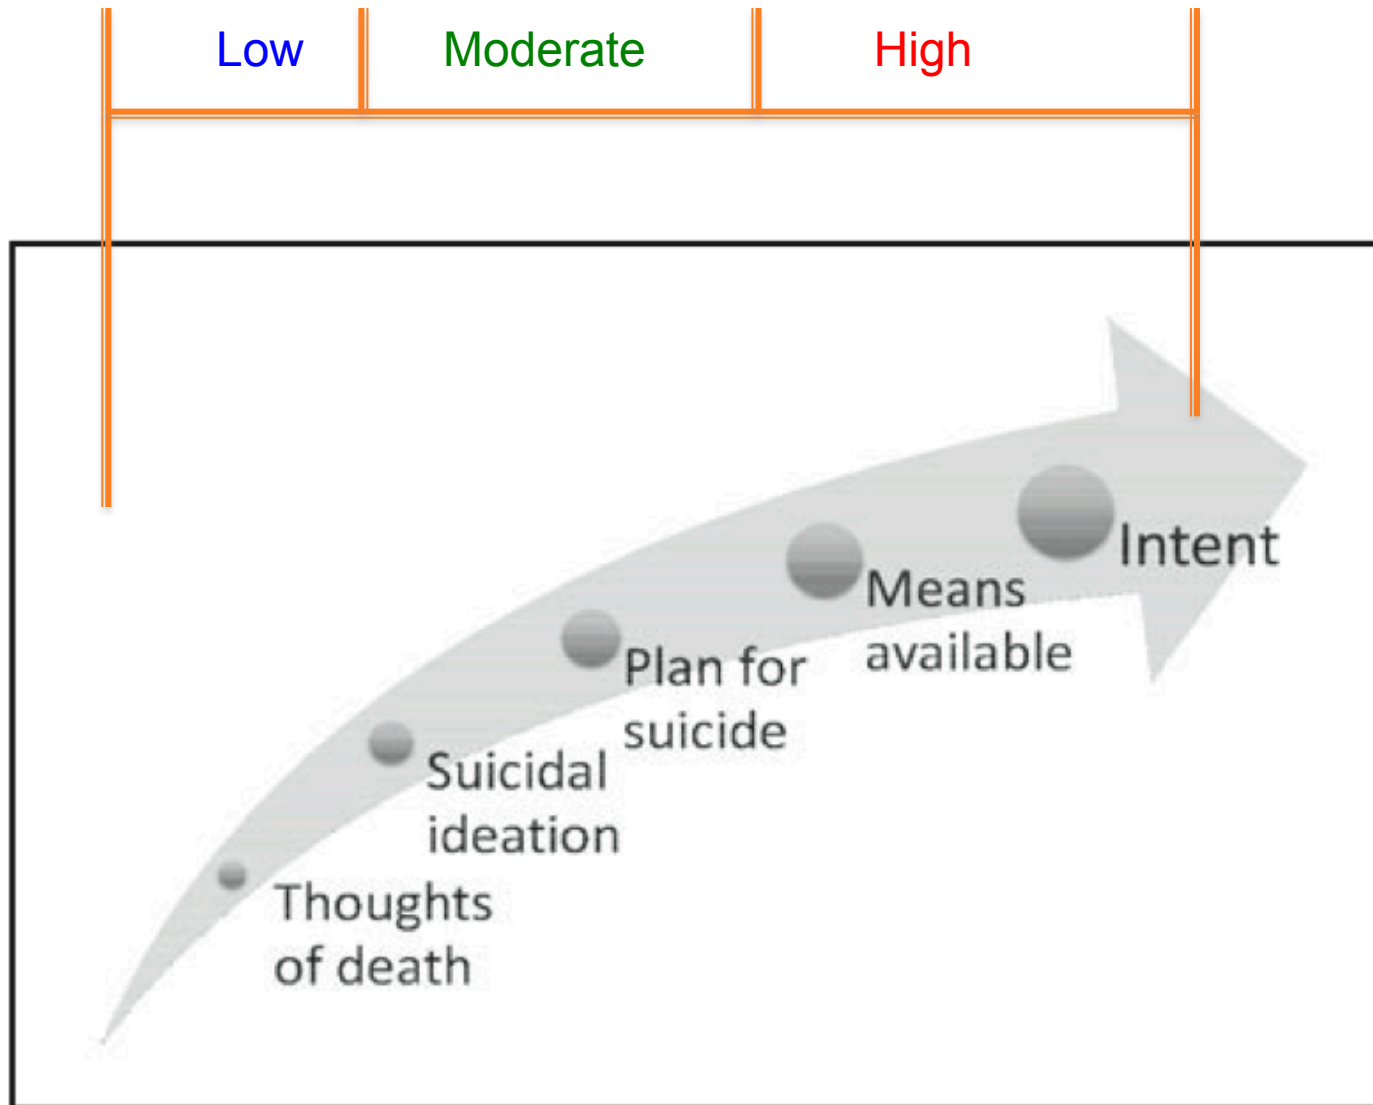 Low Moderate High
Intent
Means
available
Plan for
suicide
Suicidal
ideation
Thoughts
of death